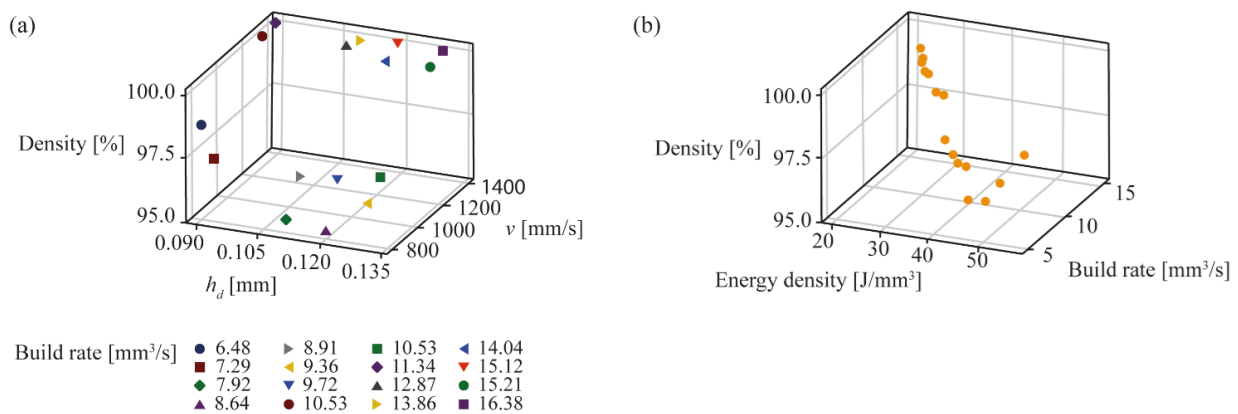 (a)
100.0
Density [%]
97.5
95.0
0.090
0.105
0.120
0.135
h_d [mm]
800
1000
1200
1400
v [mm/s]
(b)
100.0
Density [%]
97.5
95.0
20
30
40
50
Energy density [J/mm³]
5
10
15
Build rate [mm³/s]
Build rate [mm³/s]
6.48 8.91 10.53 14.04
7.29 9.36 11.34 15.12
7.92 9.72 12.87 15.21
8.64 10.53 13.86 16.38